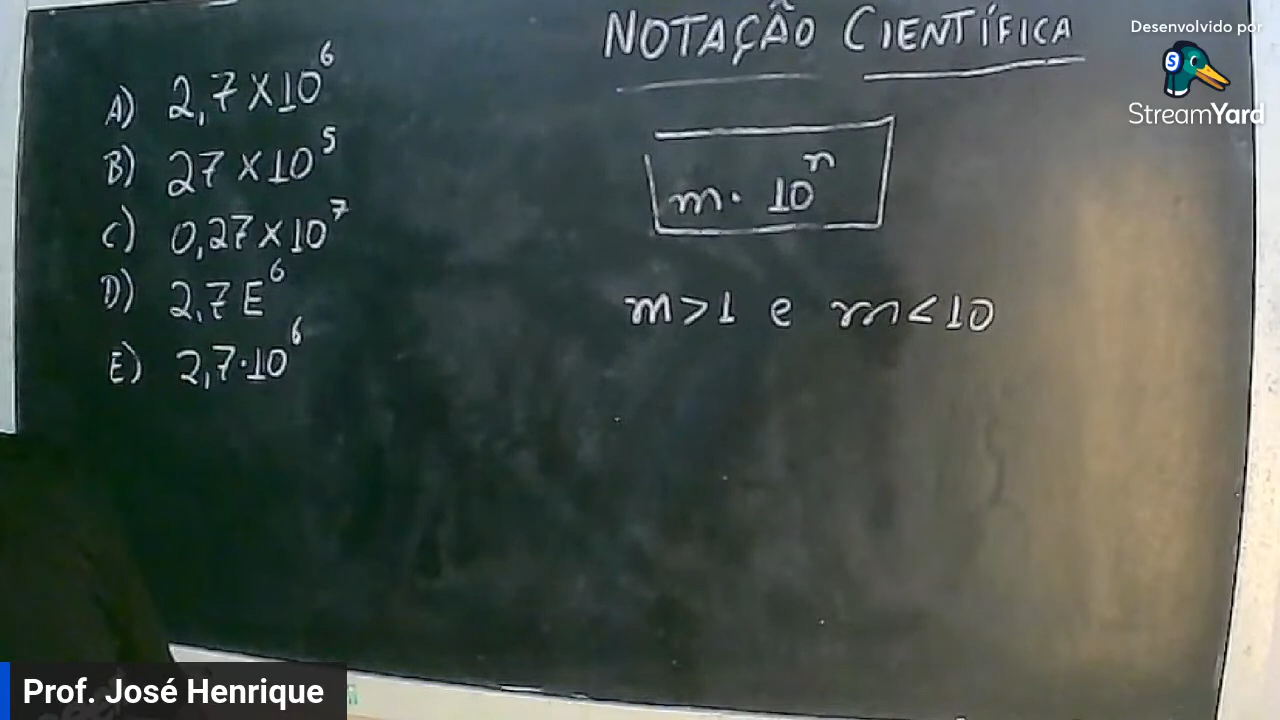 NOTAÇÃO CIENTÍFICA
A) 2,7 X 10⁶
B) 27 X 10⁵
C) 0,27 X 10⁷
D) 2,7 E⁶
E) 2,7 · 10⁶
m · 10ⁿ
m > 1 e m < 10
Desenvolvido por
StreamYard
Prof. José Henrique